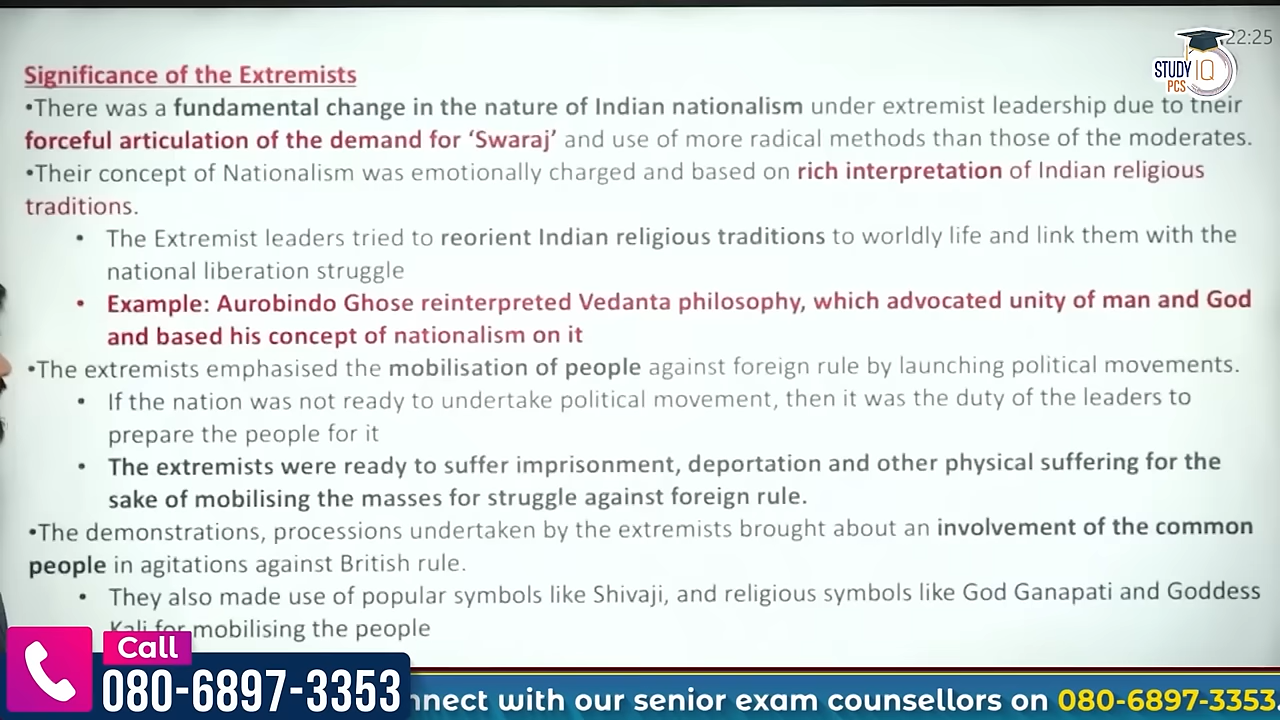 22:25
STUDY IQ
PCS
Significance of the Extremists
•There was a fundamental change in the nature of Indian nationalism under extremist leadership due to their
forceful articulation of the demand for ‘Swaraj’ and use of more radical methods than those of the moderates.
•Their concept of Nationalism was emotionally charged and based on rich interpretation of Indian religious
traditions.
• The Extremist leaders tried to reorient Indian religious traditions to worldly life and link them with the
national liberation struggle
• Example: Aurobindo Ghose reinterpreted Vedanta philosophy, which advocated unity of man and God
and based his concept of nationalism on it
•The extremists emphasised the mobilisation of people against foreign rule by launching political movements.
• If the nation was not ready to undertake political movement, then it was the duty of the leaders to
prepare the people for it
• The extremists were ready to suffer imprisonment, deportation and other physical suffering for the
sake of mobilising the masses for struggle against foreign rule.
•The demonstrations, processions undertaken by the extremists brought about an involvement of the common
people in agitations against British rule.
• They also made use of popular symbols like Shivaji, and religious symbols like God Ganapati and Goddess
Kali for mobilising the people
Call
080-6897-3353
nnect with our senior exam counsellors on 080-6897-3353